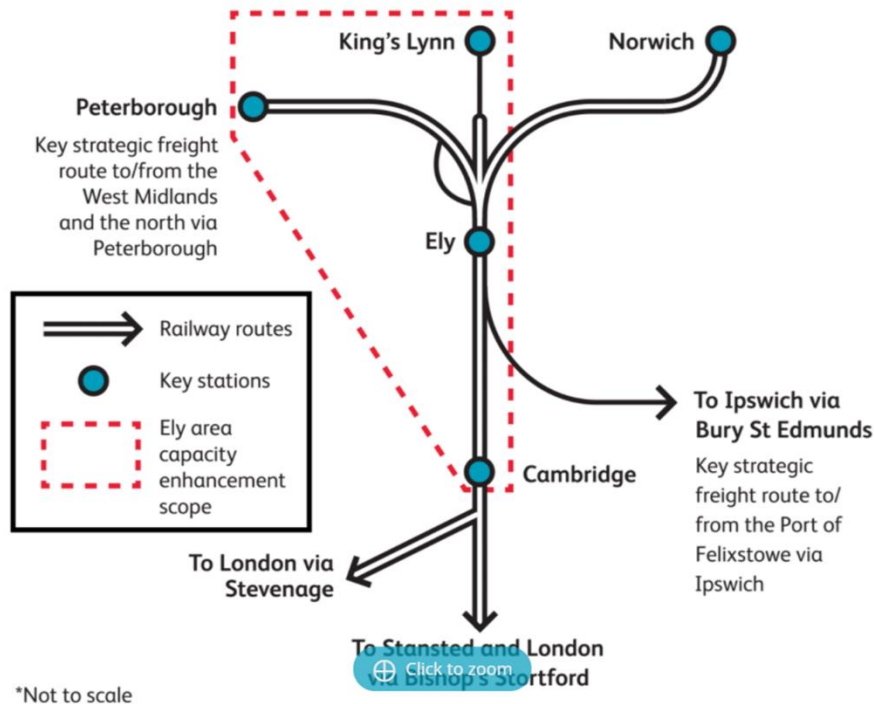 King's Lynn
Norwich
Peterborough
Key strategic freight
route to/from the
West Midlands
and the north via
Peterborough
Ely
Railway routes
Key stations
Ely area
capacity
enhancement
scope
To Ipswich via
Bury St Edmunds
Key strategic
freight route to/
from the Port of
Felixstowe via
Ipswich
Cambridge
To London via
Stevenage
To Stansted and London
via Bishop's Stortford
Click to zoom
*Not to scale